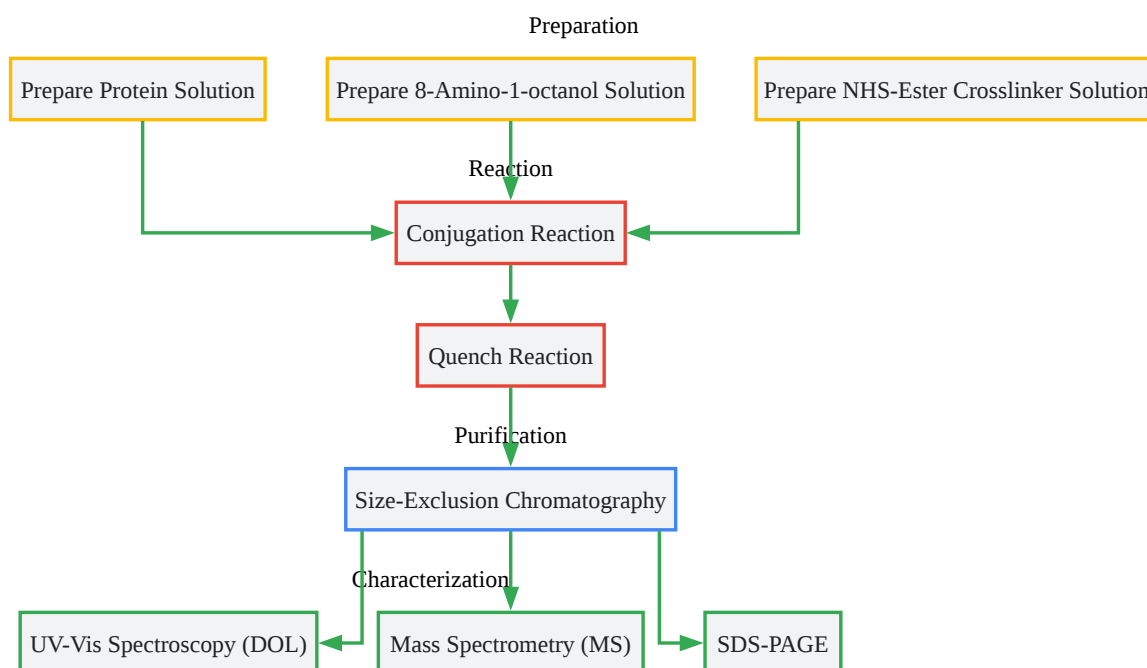 Preparation
Prepare Protein Solution
Prepare 8-Amino-1-octanol Solution
Prepare NHS-Ester Crosslinker Solution
Reaction
Conjugation Reaction
Quench Reaction
Purification
Size-Exclusion Chromatography
Characterization
UV-Vis Spectroscopy (DOL)
Mass Spectrometry (MS)
SDS-PAGE